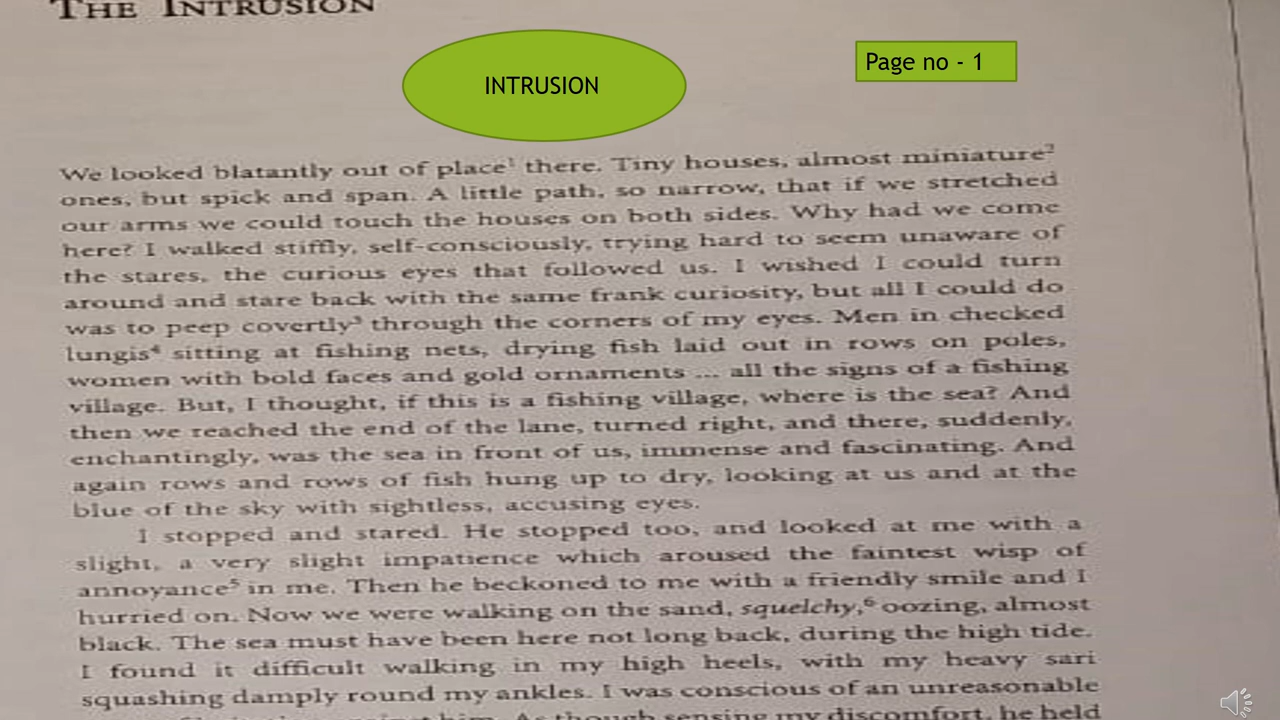 THE INTRUSION
INTRUSION
Page no - 1
We looked blatantly out of place¹ there. Tiny houses, almost miniature²
ones, but spick and span. A little path, so narrow, that if we stretched
our arms we could touch the houses on both sides. Why had we come
here? I walked stiffly, self-consciously, trying hard to seem unaware of
the stares, the curious eyes that followed us. I wished I could turn
around and stare back with the same frank curiosity, but all I could do
was to peep covertly³ through the corners of my eyes. Men in checked
lungis⁴ sitting at fishing nets, drying fish laid out in rows on poles,
women with bold faces and gold ornaments ... all the signs of a fishing
village. But, I thought, if this is a fishing village, where is the sea? And
then we reached the end of the lane, turned right, and there, suddenly,
enchantingly, was the sea in front of us, immense and fascinating. And
again rows and rows of fish hung up to dry, looking at us and at the
blue of the sky with sightless, accusing eyes.
I stopped and stared. He stopped too, and looked at me with a
slight, a very slight impatience which aroused the faintest wisp of
annoyance⁵ in me. Then he beckoned to me with a friendly smile and I
hurried on. Now we were walking on the sand, squelchy,⁶ oozing, almost
black. The sea must have been here not long back, during the high tide.
I found it difficult walking in my high heels, with my heavy sari
squashing damply round my ankles. I was conscious of an unreasonable
him. As though sensing my discomfort, he held